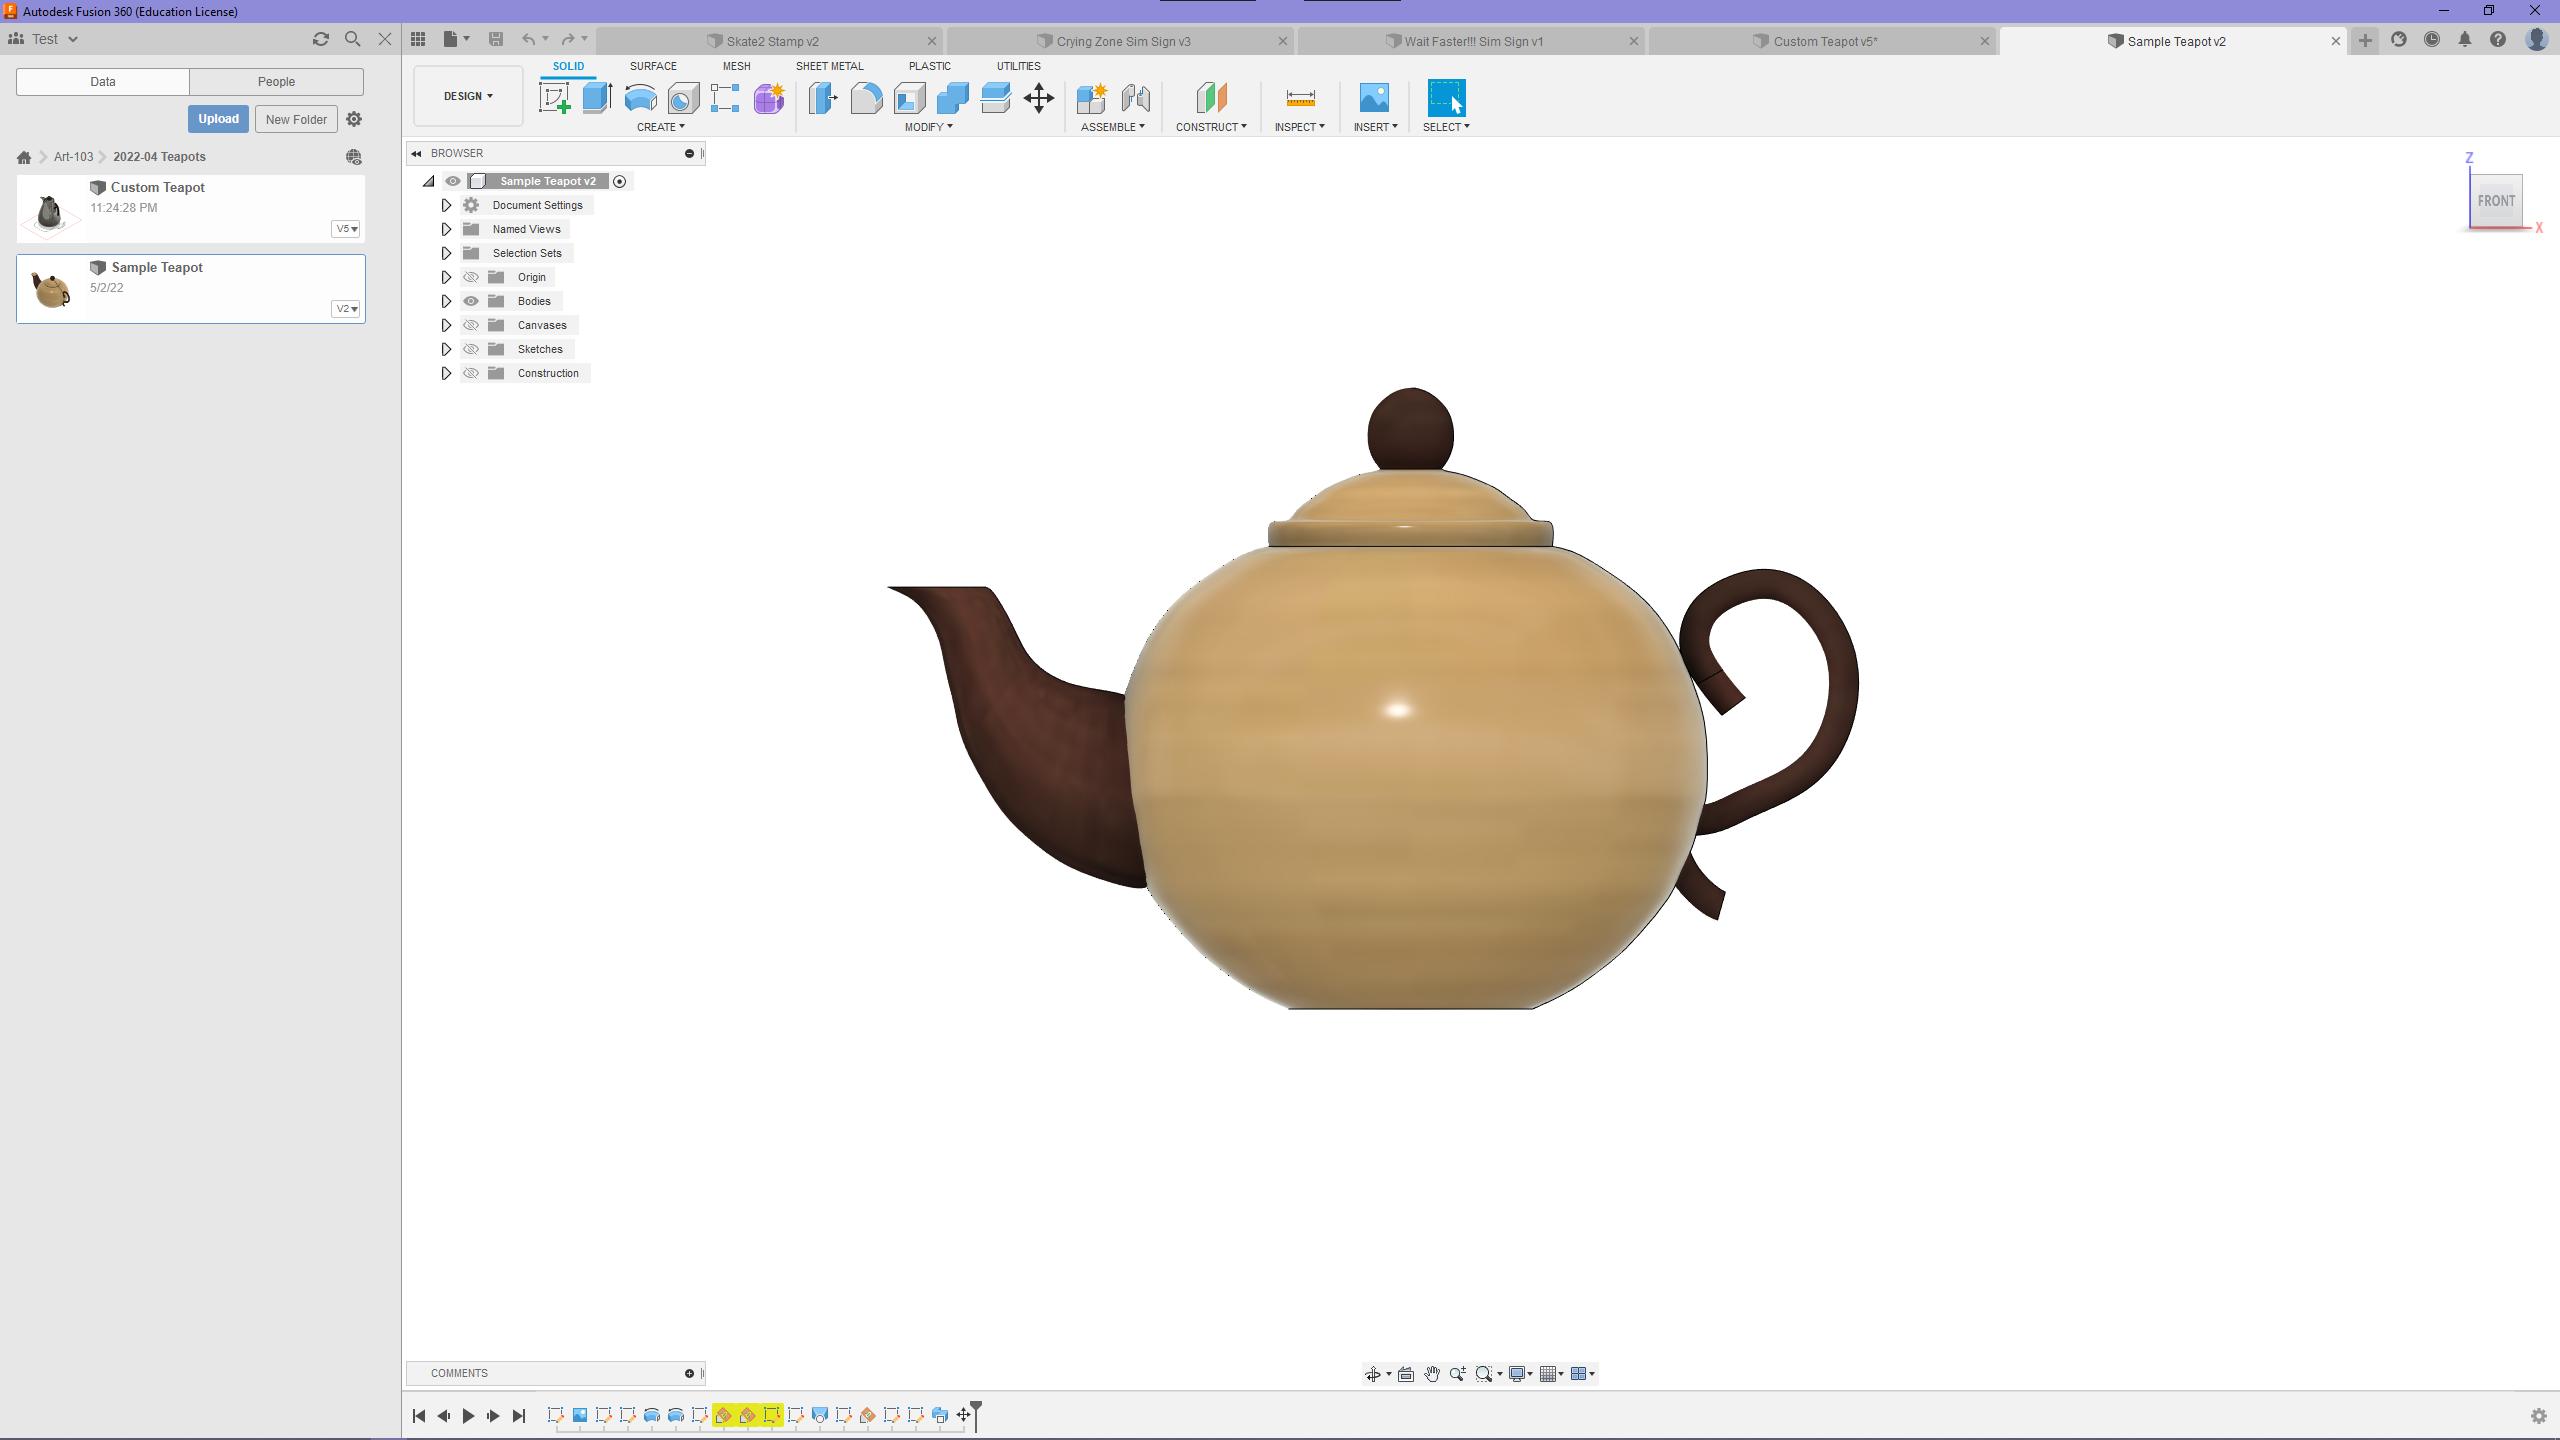 Autodesk Fusion 360 (Education License)
Test
Skate2 Stamp v2
Crying Zone Sim Sign v3
Wait Faster!!! Sim Sign v1
Custom Teapot v5*
Sample Teapot v2
Data
People
Upload
New Folder
Art-103
2022-04 Teapots
Custom Teapot
11:24:28 PM
V5
Sample Teapot
5/2/22
V2
DESIGN
SOLID
SURFACE
MESH
SHEET METAL
PLASTIC
UTILITIES
CREATE
MODIFY
ASSEMBLE
CONSTRUCT
INSPECT
INSERT
SELECT
BROWSER
Sample Teapot v2
Document Settings
Named Views
Selection Sets
Origin
Bodies
Canvases
Sketches
Construction
Z
FRONT
X
COMMENTS